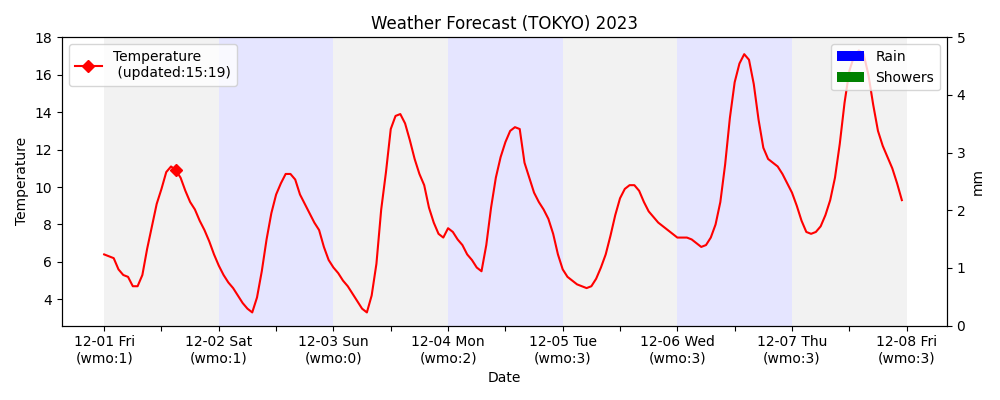 Weather Forecast (TOKYO) 2023
Temperature
(updated:15:19)
Rain
Showers
18
16
14
12
10
8
6
4
Temperature
5
4
3
2
1
0
mm
12-01 Fri
(wmo:1)
12-02 Sat
(wmo:1)
12-03 Sun
(wmo:0)
12-04 Mon
(wmo:2)
12-05 Tue
(wmo:3)
12-06 Wed
(wmo:3)
12-07 Thu
(wmo:3)
12-08 Fri
(wmo:3)
Date